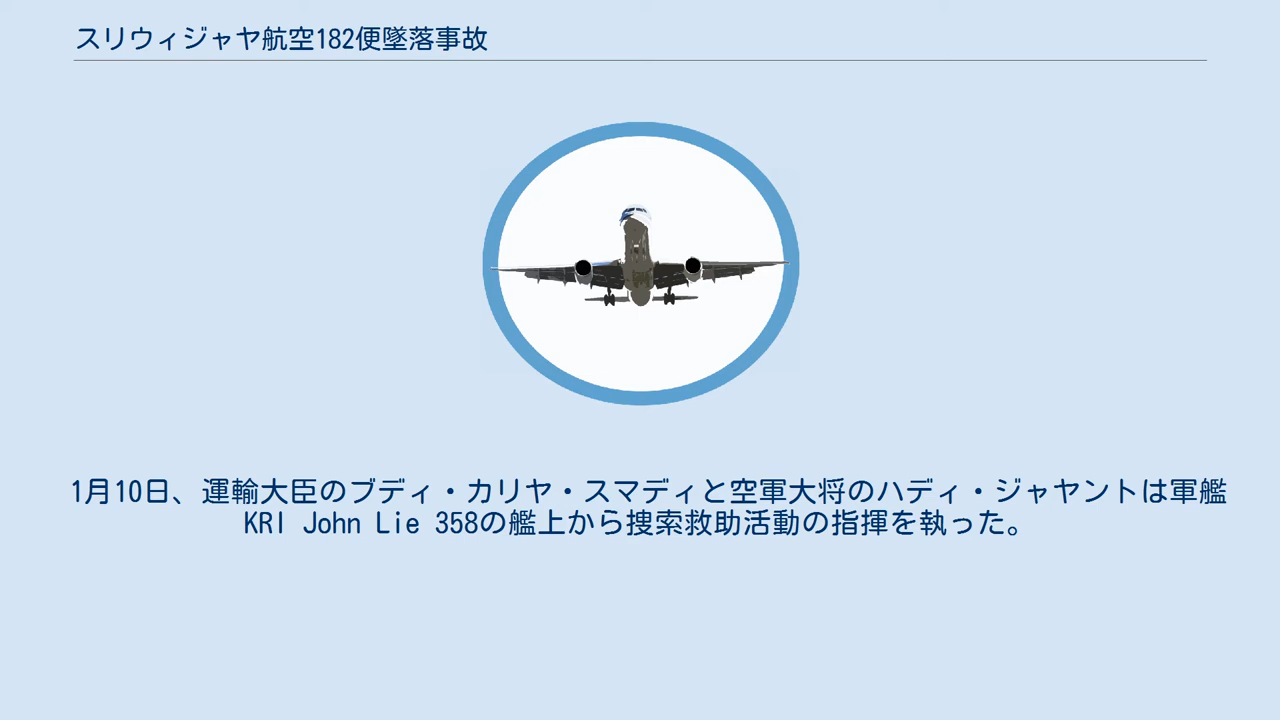 スリウィジャヤ航空182便墜落事故
1月10日、運輸大臣のブディ・カリヤ・スマディと空軍大将のハディ・ジャヤントは軍艦
KRI John Lie 358の艦上から捜索救助活動の指揮を執った。